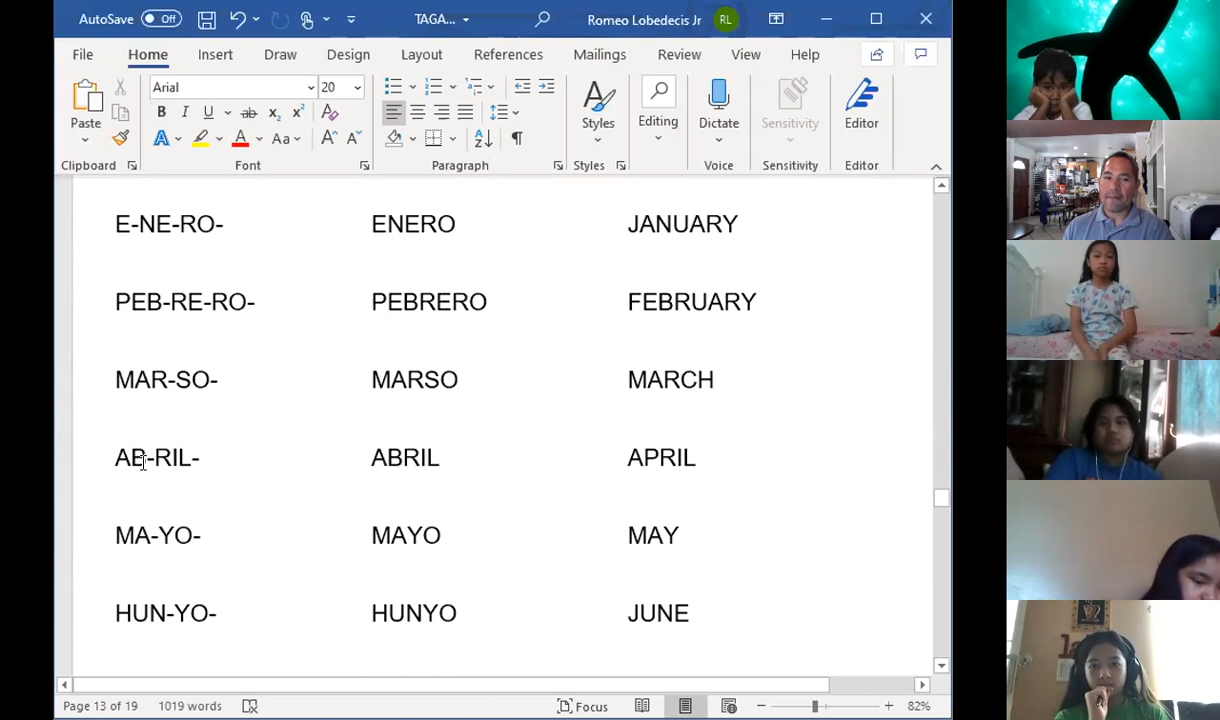 AutoSave Off TAGA... Romeo Lobedecis Jr RL
File Home Insert Draw Design Layout References Mailings Review View Help
Arial 20
Paste Styles Editing Dictate Sensitivity Editor
Clipboard Font Paragraph Styles Voice Sensitivity Editor
E-NE-RO- ENERO JANUARY
PEB-RE-RO- PEBRERO FEBRUARY
MAR-SO- MARSO MARCH
AB-RIL- ABRIL APRIL
MA-YO- MAYO MAY
HUN-YO- HUNYO JUNE
Page 13 of 19 1019 words Focus 82%